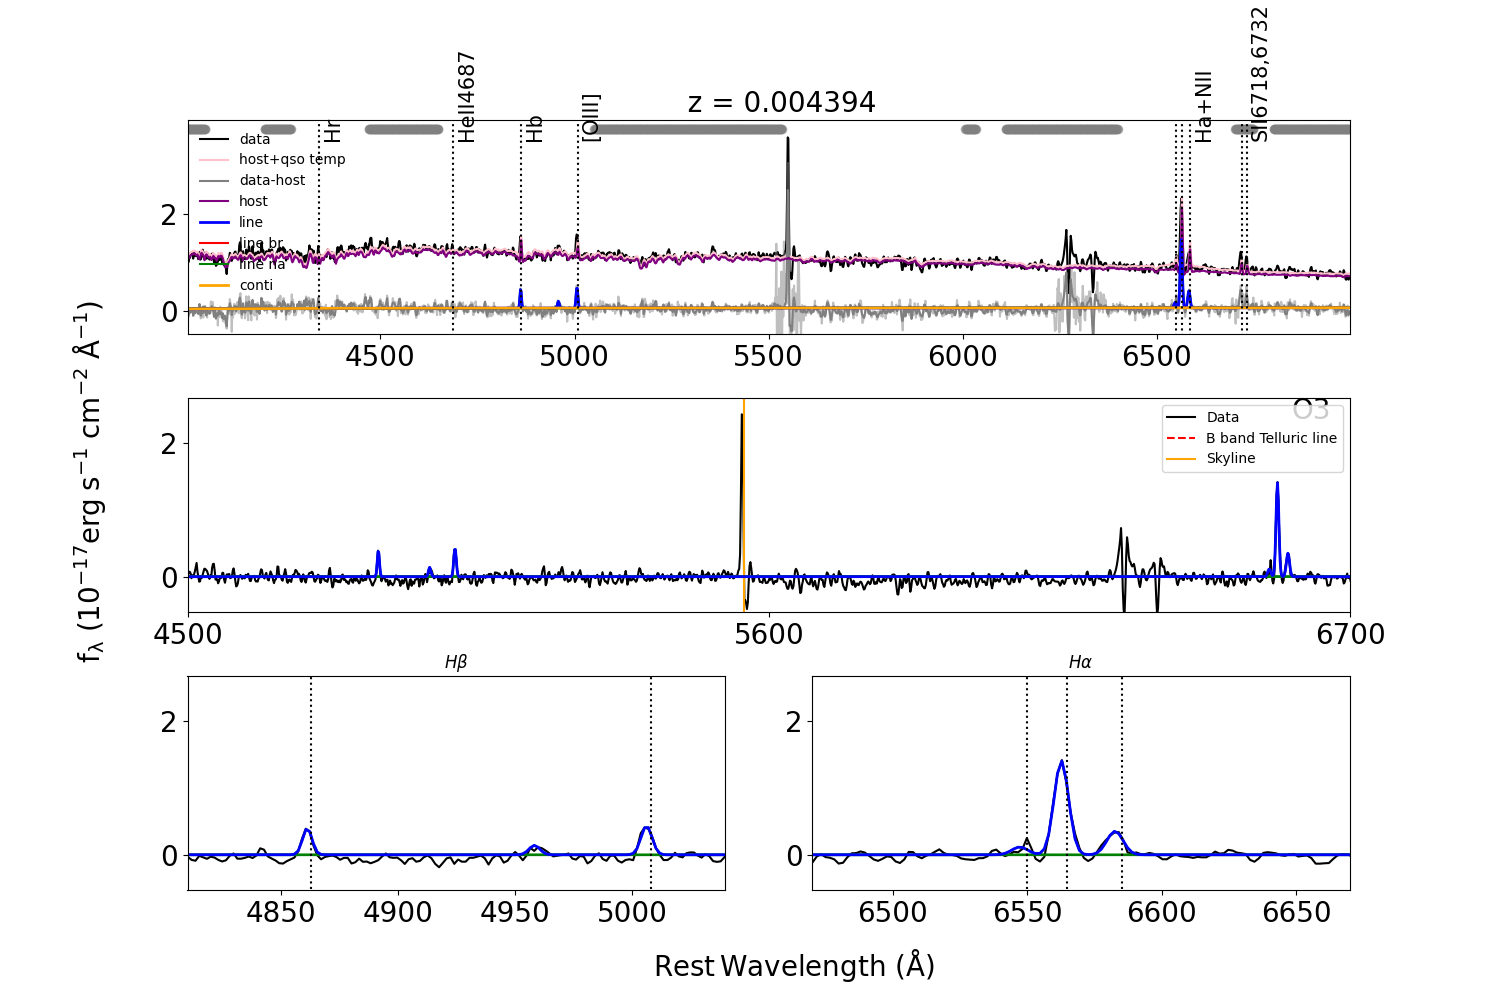 z = 0.004394
Hr
HeII4687
Hb
[OIII]
Ha+NII
SII6718,6732
data
host+qso temp
data-host
host
line
line br
line na
conti
2
0
4500 5000 5500 6000 6500
f_λ (10^−17 erg s^−1 cm^−2 Å^−1)
O3
Data
B band Telluric line
Skyline
2
0
4500 5600 6700
Hβ
2
0
4850 4900 4950 5000
Hα
2
0
6500 6550 6600 6650
Rest Wavelength (Å)